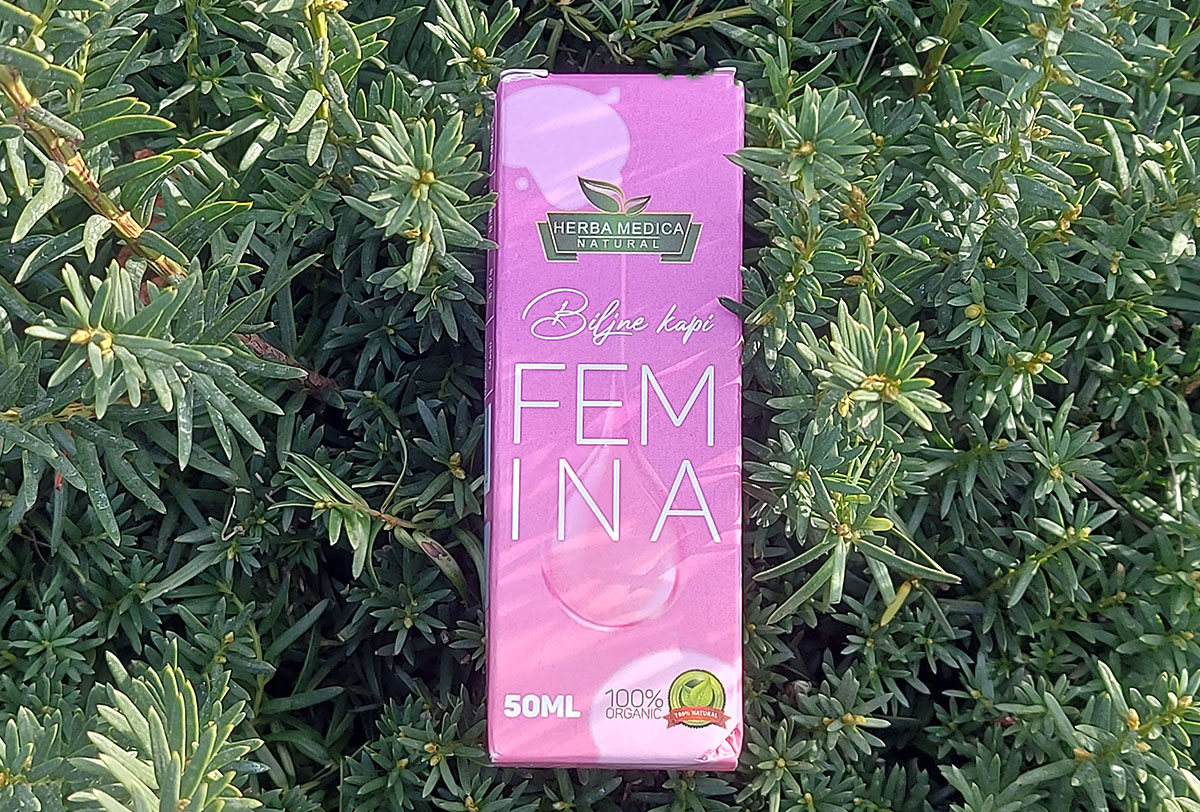 HERBA MEDICA
NATURAL
Biljne kapi
FEM
INA
50ML
100%
ORGANIC
100% NATURAL